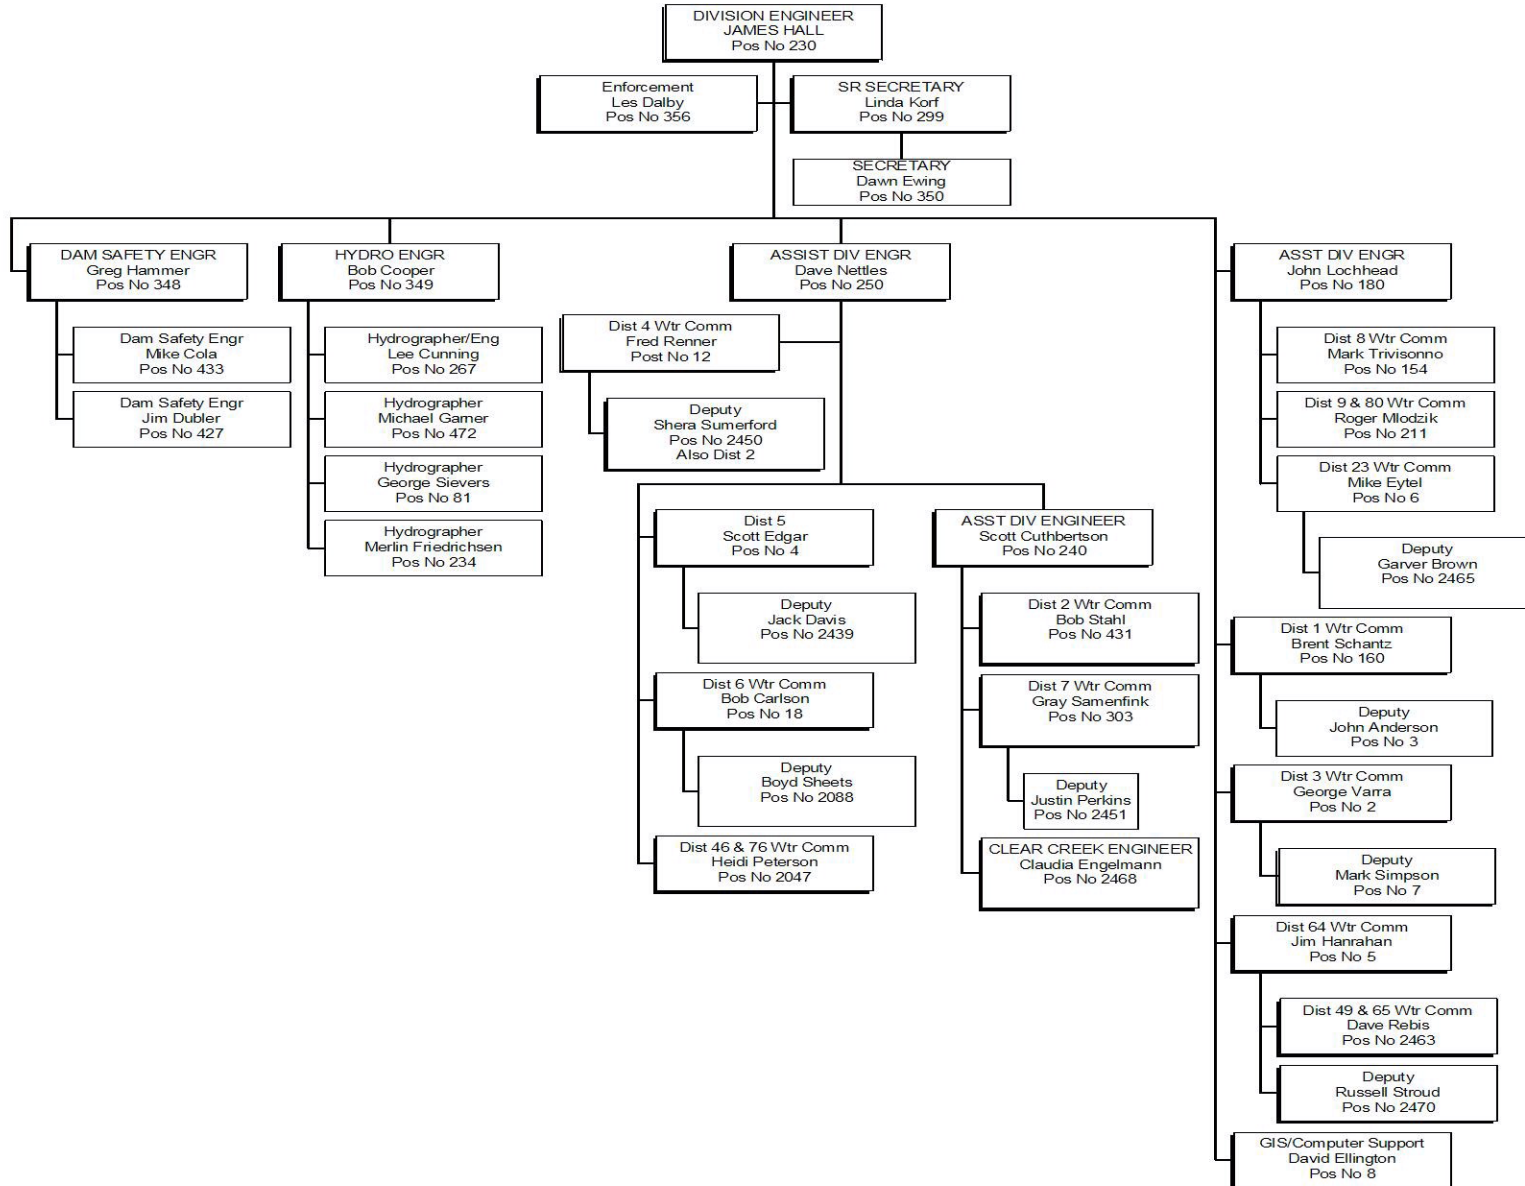 DIVISION ENGINEER
JAMES HALL
Pos No 230
Enforcement
Les Dalby
Pos No 356
SR SECRETARY
Linda Korf
Pos No 299
SECRETARY
Dawn Ewing
Pos No 350
DAM SAFETY ENGR
Greg Hammer
Pos No 348
Dam Safety Engr
Mike Cola
Pos No 433
Dam Safety Engr
Jim Dubler
Pos No 427
HYDRO ENGR
Bob Cooper
Pos No 349
Hydrographer/Eng
Lee Cunning
Pos No 267
Hydrographer
Michael Garner
Pos No 472
Hydrographer
George Sievers
Pos No 81
Hydrographer
Merlin Friedrichsen
Pos No 234
ASSIST DIV ENGR
Dave Nettles
Pos No 250
Dist 4 Wtr Comm
Fred Renner
Post No 12
Deputy
Shera Sumerford
Pos No 2450
Also Dist 2
Dist 5
Scott Edgar
Pos No 4
Deputy
Jack Davis
Pos No 2439
Dist 6 Wtr Comm
Bob Carlson
Pos No 18
Deputy
Boyd Sheets
Pos No 2088
Dist 46 & 76 Wtr Comm
Heidi Peterson
Pos No 2047
ASST DIV ENGINEER
Scott Cuthbertson
Pos No 240
Dist 2 Wtr Comm
Bob Stahl
Pos No 431
Dist 7 Wtr Comm
Gray Samenfink
Pos No 303
Deputy
Justin Perkins
Pos No 2451
CLEAR CREEK ENGINEER
Claudia Engelmann
Pos No 2468
ASST DIV ENGR
John Lochhead
Pos No 180
Dist 8 Wtr Comm
Mark Trivisonno
Pos No 154
Dist 9 & 80 Wtr Comm
Roger Mlodzik
Pos No 211
Dist 23 Wtr Comm
Mike Eytel
Pos No 6
Deputy
Garver Brown
Pos No 2465
Dist 1 Wtr Comm
Brent Schantz
Pos No 160
Deputy
John Anderson
Pos No 3
Dist 3 Wtr Comm
George Varra
Pos No 2
Deputy
Mark Simpson
Pos No 7
Dist 64 Wtr Comm
Jim Hanrahan
Pos No 5
Dist 49 & 65 Wtr Comm
Dave Rebis
Pos No 2463
Deputy
Russell Stroud
Pos No 2470
GIS/Computer Support
David Ellington
Pos No 8